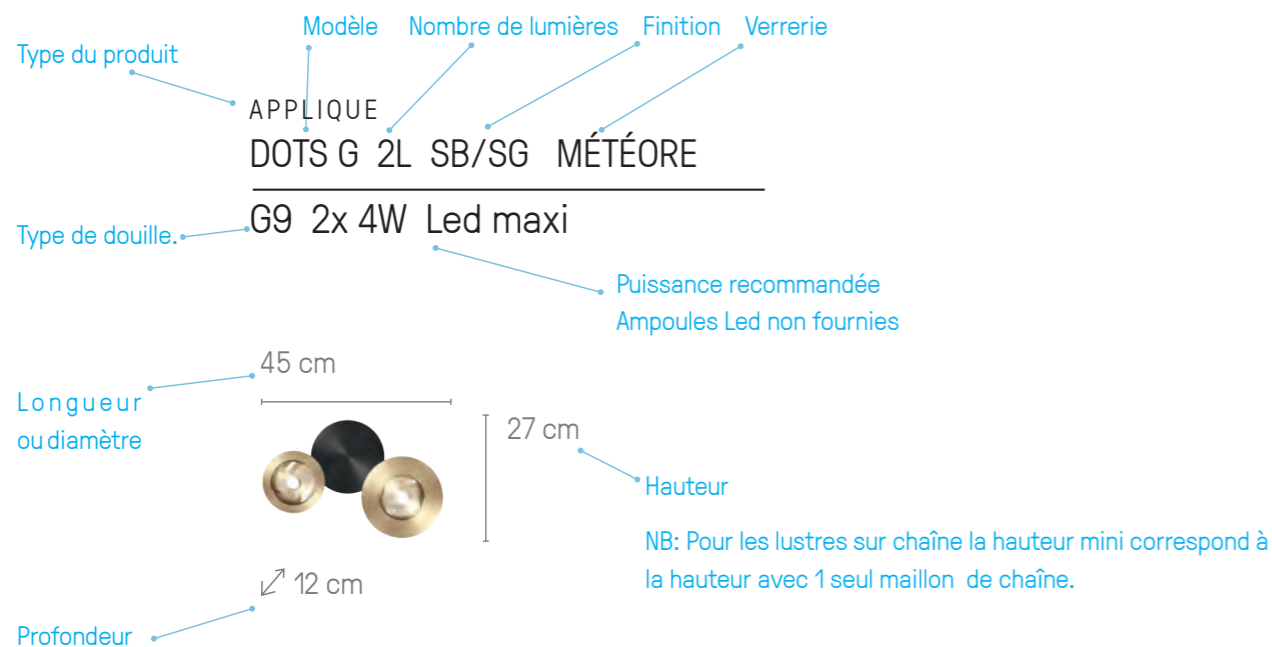 Modèle Nombre de lumières Finition Verrerie
Type du produit
APPLIQUE
DOTS G 2L SB/SG MÉTÉORE
G9 2x 4W Led maxi
Type de douille.
Puissance recommandée
Ampoules Led non fournies
45 cm
Longueur
ou diamètre
27 cm
Hauteur
NB: Pour les lustres sur chaîne la hauteur mini correspond à
la hauteur avec 1 seul maillon de chaîne.
12 cm
Profondeur